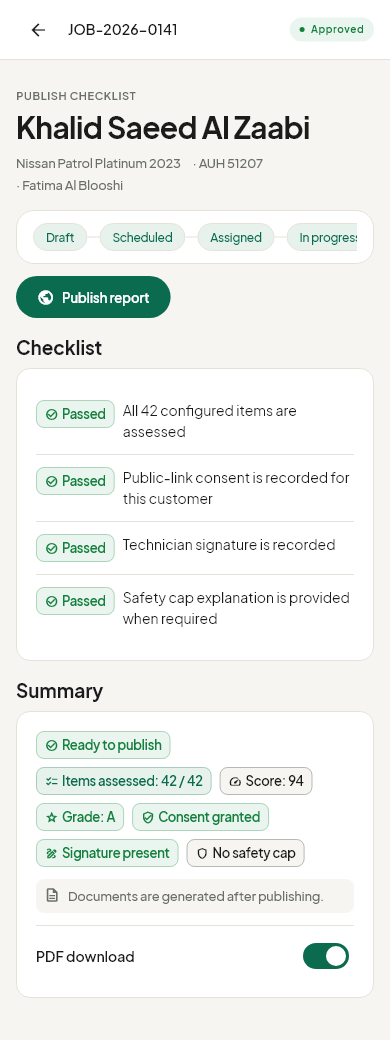 JOB-2026-0141
Approved
PUBLISH CHECKLIST
Khalid Saeed Al Zaabi
Nissan Patrol Platinum 2023 · AUH 51207
· Fatima Al Blooshi
Draft Scheduled Assigned In progress
Publish report
Checklist
Passed All 42 configured items are
assessed
Passed Public-link consent is recorded for
this customer
Passed Technician signature is recorded
Passed Safety cap explanation is provided
when required
Summary
Ready to publish
Items assessed: 42 / 42 Score: 94
Grade: A Consent granted
Signature present No safety cap
Documents are generated after publishing.
PDF download